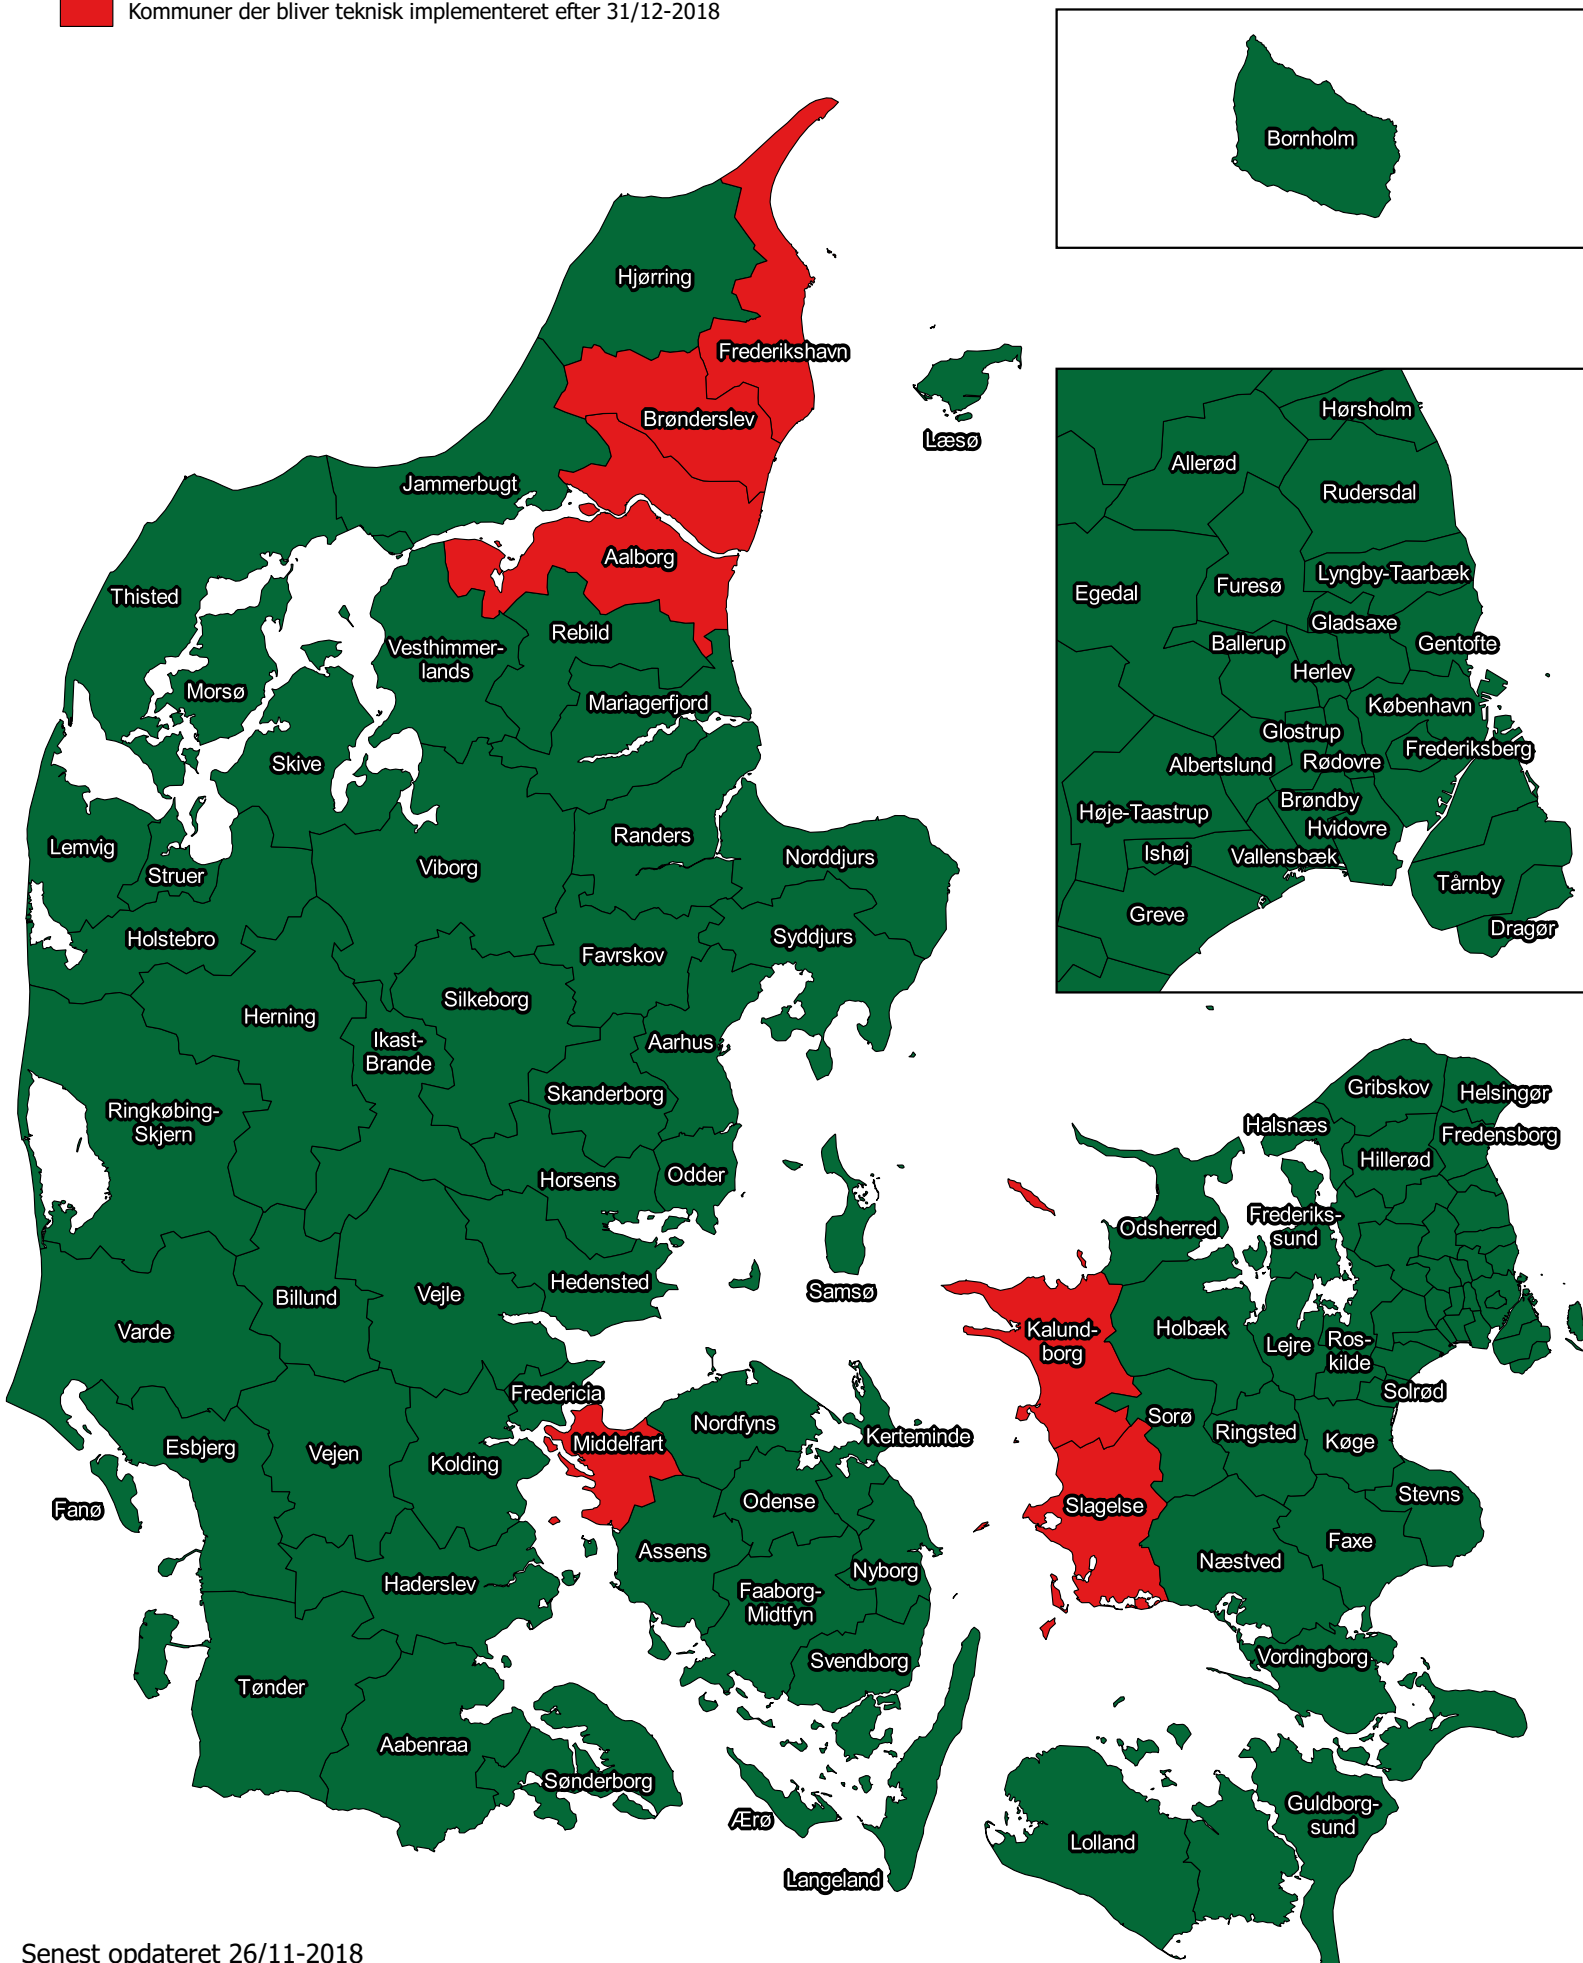 Kommuner der bliver teknisk implementeret efter 31/12-2018
Bornholm
Hjørring
Frederikshavn
Brønderslev
Læsø
Jammerbugt
Aalborg
Thisted
Rebild
Vesthimmer-
lands
Morsø
Mariagerfjord
Skive
Randers
Lemvig
Struer
Viborg
Norddjurs
Holstebro
Favrskov
Syddjurs
Silkeborg
Herning
Ikast-
Brande
Aarhus
Skanderborg
Ringkøbing-
Skjern
Horsens
Odder
Hedensted
Samsø
Billund
Vejle
Varde
Fredericia
Middelfart
Nordfyns
Kerteminde
Esbjerg
Vejen
Kolding
Fanø
Odense
Assens
Nyborg
Haderslev
Faaborg-
Midtfyn
Svendborg
Tønder
Aabenraa
Sønderborg
Ærø
Langeland
Hørsholm
Allerød
Rudersdal
Lyngby-Taarbæk
Egedal
Furesø
Gladsaxe
Ballerup
Gentofte
Herlev
København
Glostrup
Frederiksberg
Albertslund
Rødovre
Brøndby
Høje-Taastrup
Hvidovre
Ishøj
Vallensbæk
Tårnby
Greve
Dragør
Gribskov
Helsingør
Halsnæs
Fredensborg
Hillerød
Odsherred
Frederiks-
sund
Kalund-
borg
Holbæk
Lejre
Ros-
kilde
Solrød
Sorø
Ringsted
Køge
Slagelse
Stevns
Faxe
Næstved
Vordingborg
Guldborg-
sund
Lolland
Senest opdateret 26/11-2018